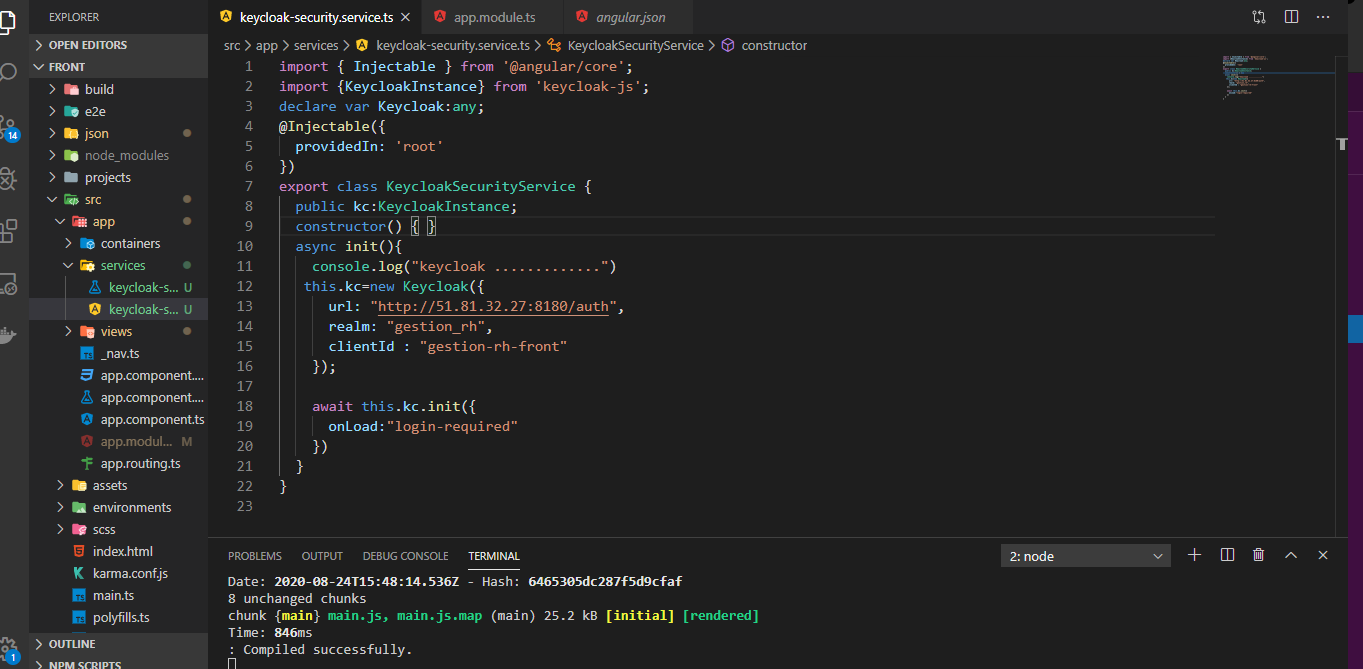 EXPLORER
OPEN EDITORS
FRONT
build
e2e
json
node_modules
projects
src
app
containers
services
keycloak-s... U
keycloak-s... U
views
_nav.ts
app.component....
app.component....
app.component.ts
app.modul... M
app.routing.ts
assets
environments
scss
index.html
karma.conf.js
main.ts
polyfills.ts
OUTLINE
NPM SCRIPTS
14
1
keycloak-security.service.ts
app.module.ts
angular.json
src > app > services > keycloak-security.service.ts > KeycloakSecurityService > constructor
1 import { Injectable } from '@angular/core';
2 import {KeycloakInstance} from 'keycloak-js';
3 declare var Keycloak:any;
4 @Injectable({
5 providedIn: 'root'
6 })
7 export class KeycloakSecurityService {
8 public kc:KeycloakInstance;
9 constructor() { }
10 async init(){
11 console.log("keycloak .............")
12 this.kc=new Keycloak({
13 url: "http://51.81.32.27:8180/auth",
14 realm: "gestion_rh",
15 clientId : "gestion-rh-front"
16 });
17
18 await this.kc.init({
19 onLoad:"login-required"
20 })
21 }
22 }
23
T
PROBLEMS OUTPUT DEBUG CONSOLE TERMINAL
2: node
Date: 2020-08-24T15:48:14.536Z - Hash: 6465305dc287f5d9cfaf
8 unchanged chunks
chunk {main} main.js, main.js.map (main) 25.2 kB [initial] [rendered]
Time: 846ms
: Compiled successfully.